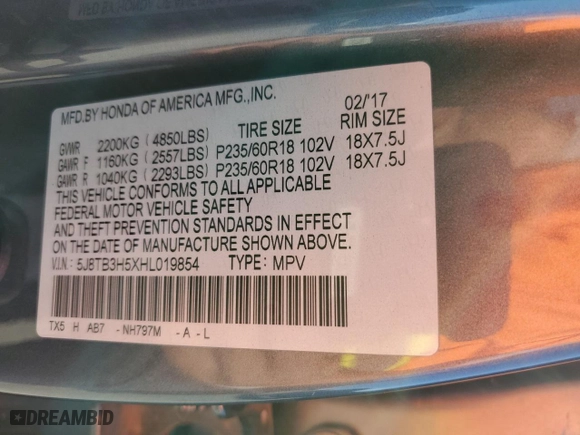 MFD.BY HONDA OF AMERICA MFG.,INC. 02/'17
GVWR 2200KG ( 4850LBS) TIRE SIZE RIM SIZE
GAWR F 1160KG ( 2557LBS) P235/60R18 102V 18X7.5J
GAWR R 1040KG ( 2293LBS) P235/60R18 102V 18X7.5J
THIS VEHICLE CONFORMS TO ALL APPLICABLE
FEDERAL MOTOR VEHICLE SAFETY
AND THEFT PREVENTION STANDARDS IN EFFECT
ON THE DATE OF MANUFACTURE SHOWN ABOVE.
V.I.N.: 5J8TB3H5XHL019854 TYPE: MPV
TX5 H AB7 - NH797M - A - L
DREAMBID